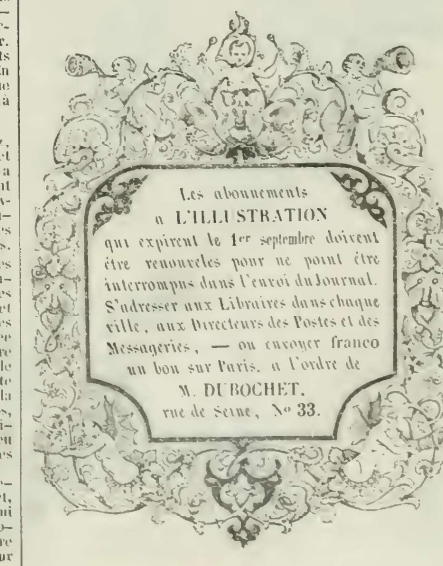 Les abonnements
a L'ILLUSTRATION
qui expirent le 1er septembre doivent
être renouvelés pour ne point être
interrompus dans l'envoi du Journal.
S'adresser aux Libraires dans chaque
ville, aux Directeurs des Postes et des
Messageries, — ou envoyer franco
un bon sur Paris, a l'ordre de
M. DUBOCHET,
rue de Seine, No 33.